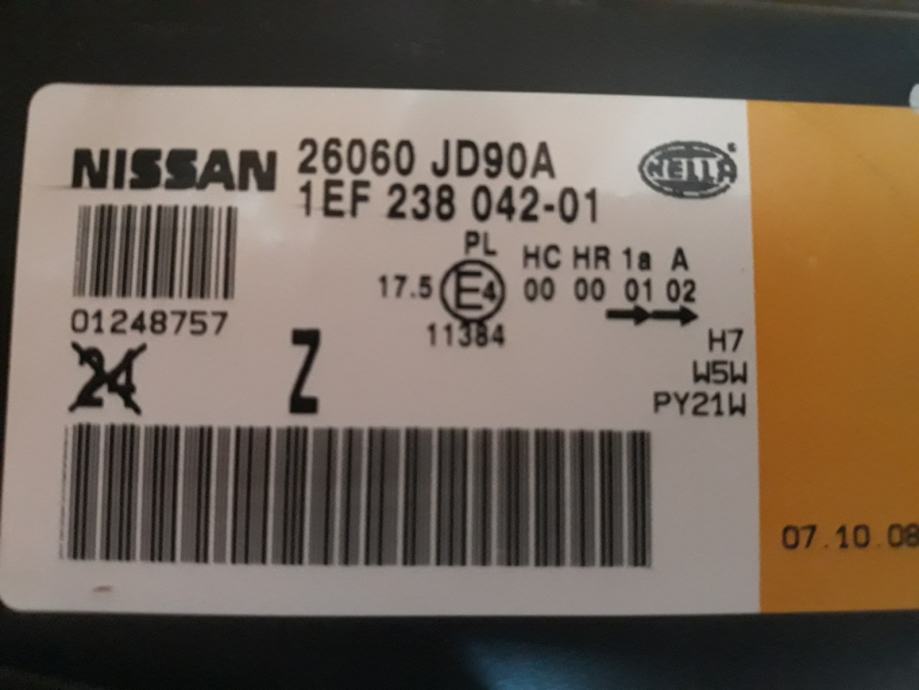 NISSAN 26060 JD90A HELLA
1EF 238 042-01
PL
HC HR 1a A
17.5 E4 00 00 01 02
11384
01248757
24 Z
H7
W5W
PY21W
07.10.08